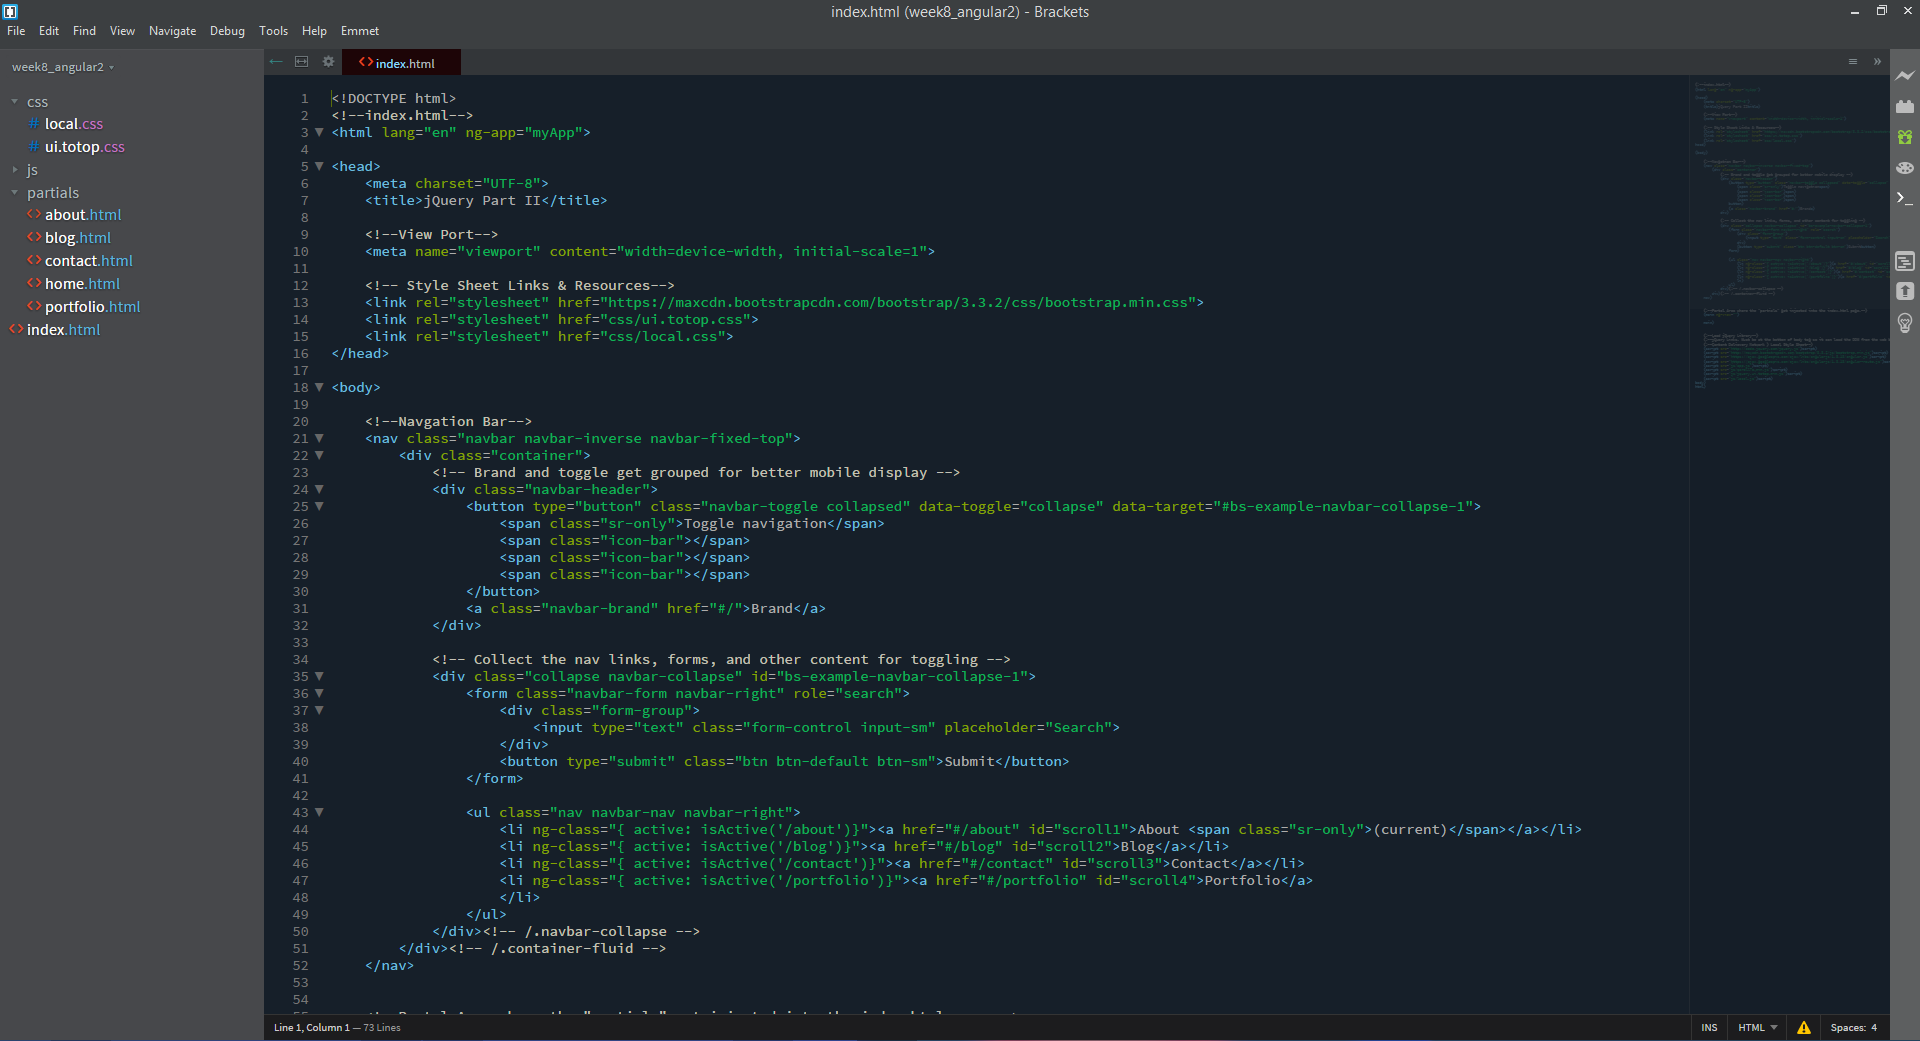 index.html (week8_angular2) - Brackets
File Edit Find View Navigate Debug Tools Help Emmet
week8_angular2
css
local.css
ui.totop.css
js
partials
about.html
blog.html
contact.html
home.html
portfolio.html
index.html
<> index.html
1 <!DOCTYPE html>
2 <!--index.html-->
3 <html lang="en" ng-app="myApp">
4
5 <head>
6 <meta charset="UTF-8">
7 <title>jQuery Part II</title>
8
9 <!--View Port-->
10 <meta name="viewport" content="width=device-width, initial-scale=1">
11
12 <!-- Style Sheet Links & Resources-->
13 <link rel="stylesheet" href="https://maxcdn.bootstrapcdn.com/bootstrap/3.3.2/css/bootstrap.min.css">
14 <link rel="stylesheet" href="css/ui.totop.css">
15 <link rel="stylesheet" href="css/local.css">
16 </head>
17
18 <body>
19
20 <!--Navgation Bar-->
21 <nav class="navbar navbar-inverse navbar-fixed-top">
22 <div class="container">
23 <!-- Brand and toggle get grouped for better mobile display -->
24 <div class="navbar-header">
25 <button type="button" class="navbar-toggle collapsed" data-toggle="collapse" data-target="#bs-example-navbar-collapse-1">
26 <span class="sr-only">Toggle navigation</span>
27 <span class="icon-bar"></span>
28 <span class="icon-bar"></span>
29 <span class="icon-bar"></span>
30 </button>
31 <a class="navbar-brand" href="#/">Brand</a>
32 </div>
33
34 <!-- Collect the nav links, forms, and other content for toggling -->
35 <div class="collapse navbar-collapse" id="bs-example-navbar-collapse-1">
36 <form class="navbar-form navbar-right" role="search">
37 <div class="form-group">
38 <input type="text" class="form-control input-sm" placeholder="Search">
39 </div>
40 <button type="submit" class="btn btn-default btn-sm">Submit</button>
41 </form>
42
43 <ul class="nav navbar-nav navbar-right">
44 <li ng-class="{ active: isActive('/about')}"><a href="#/about" id="scroll1">About <span class="sr-only">(current)</span></a></li>
45 <li ng-class="{ active: isActive('/blog')}"><a href="#/blog" id="scroll2">Blog</a></li>
46 <li ng-class="{ active: isActive('/contact')}"><a href="#/contact" id="scroll3">Contact</a></li>
47 <li ng-class="{ active: isActive('/portfolio')}"><a href="#/portfolio" id="scroll4">Portfolio</a>
48 </li>
49 </ul>
50 </div><!-- /.navbar-collapse -->
51 </div><!-- /.container-fluid -->
52 </nav>
53
54
Line 1, Column 1 — 73 Lines
INS HTML Spaces: 4